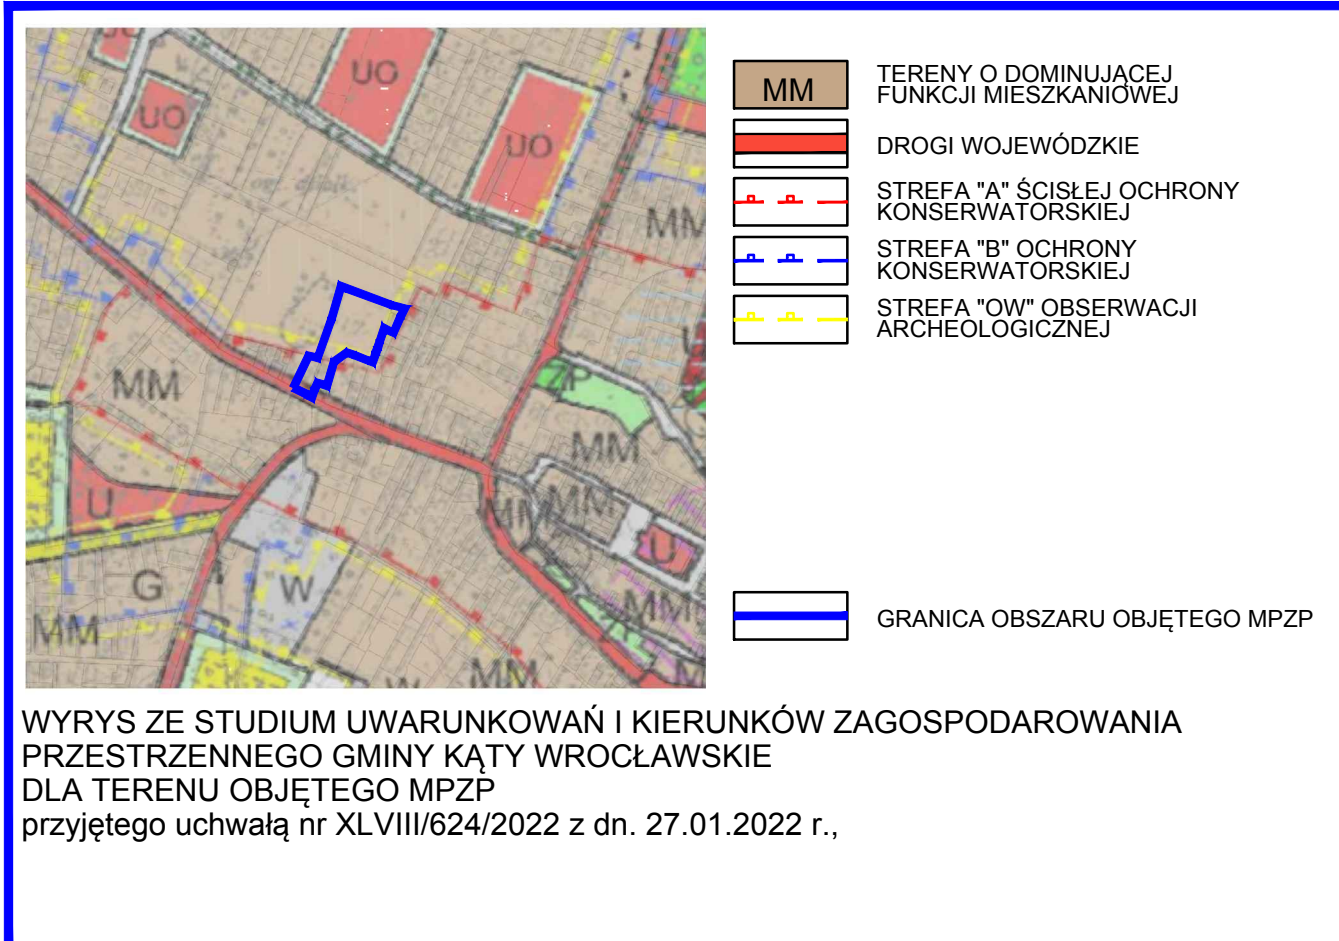 UO
UO
UO
MM
MM
ZP
MM
MM
U
U
G
W
MM
MM
MM
TERENY O DOMINUJĄCEJ
FUNKCJI MIESZKANIOWEJ
DROGI WOJEWÓDZKIE
STREFA "A" ŚCISŁEJ OCHRONY
KONSERWATORSKIEJ
STREFA "B" OCHRONY
KONSERWATORSKIEJ
STREFA "OW" OBSERWACJI
ARCHEOLOGICZNEJ
GRANICA OBSZARU OBJĘTEGO MPZP
WYRYS ZE STUDIUM UWARUNKOWAŃ I KIERUNKÓW ZAGOSPODAROWANIA
PRZESTRZENNEGO GMINY KĄTY WROCŁAWSKIE
DLA TERENU OBJĘTEGO MPZP
przyjętego uchwałą nr XLVIII/624/2022 z dn. 27.01.2022 r.,